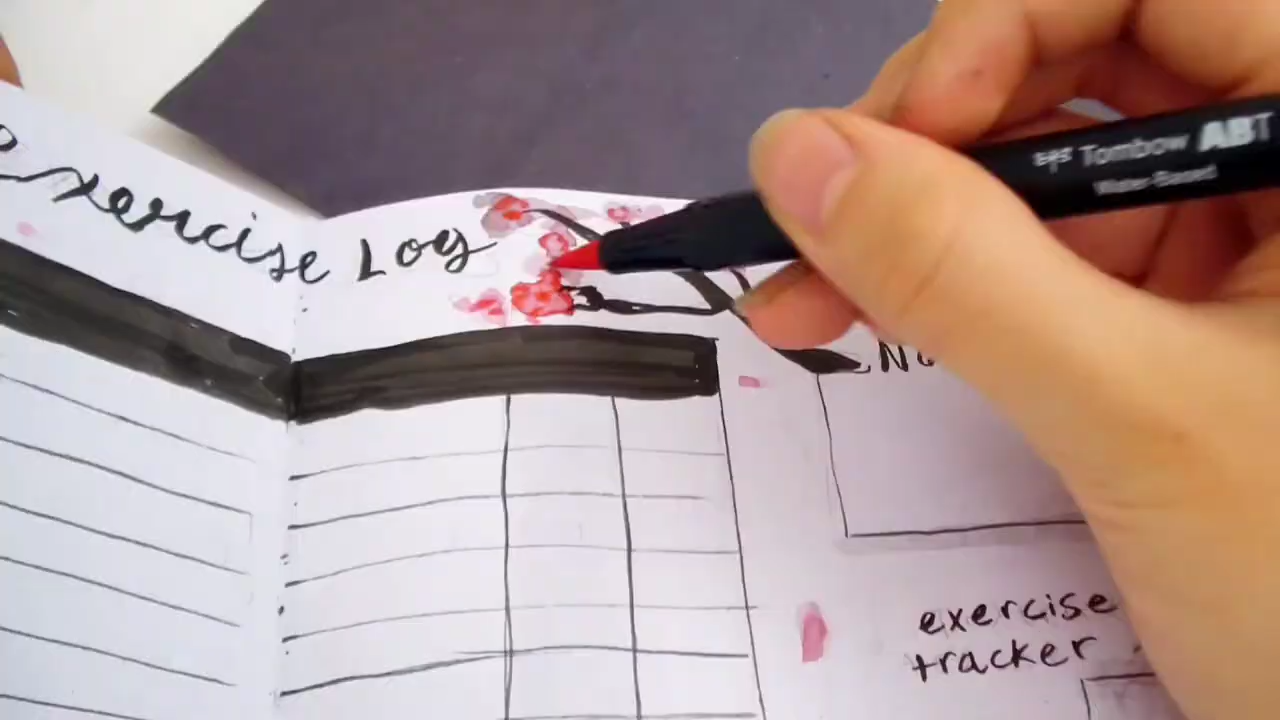 Exercise Log
Tombow ABT
Water-Based
exercise
tracker